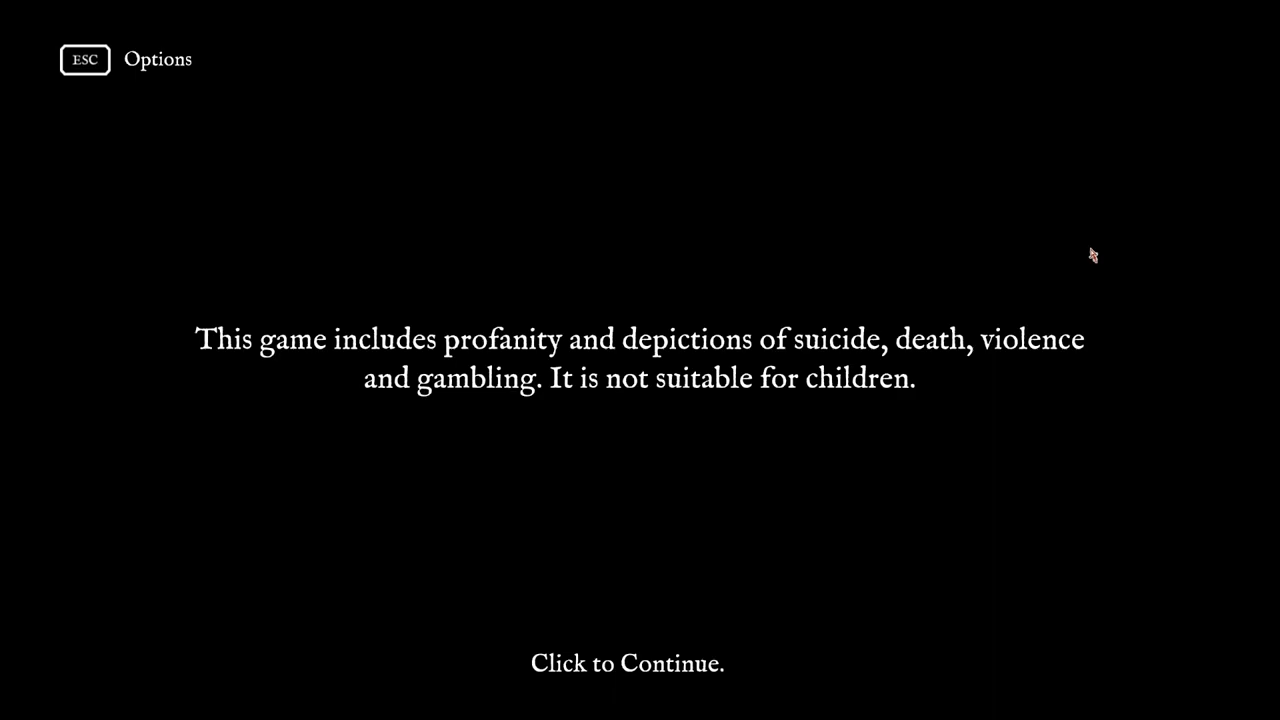 ESC Options
This game includes profanity and depictions of suicide, death, violence
and gambling. It is not suitable for children.
Click to Continue.